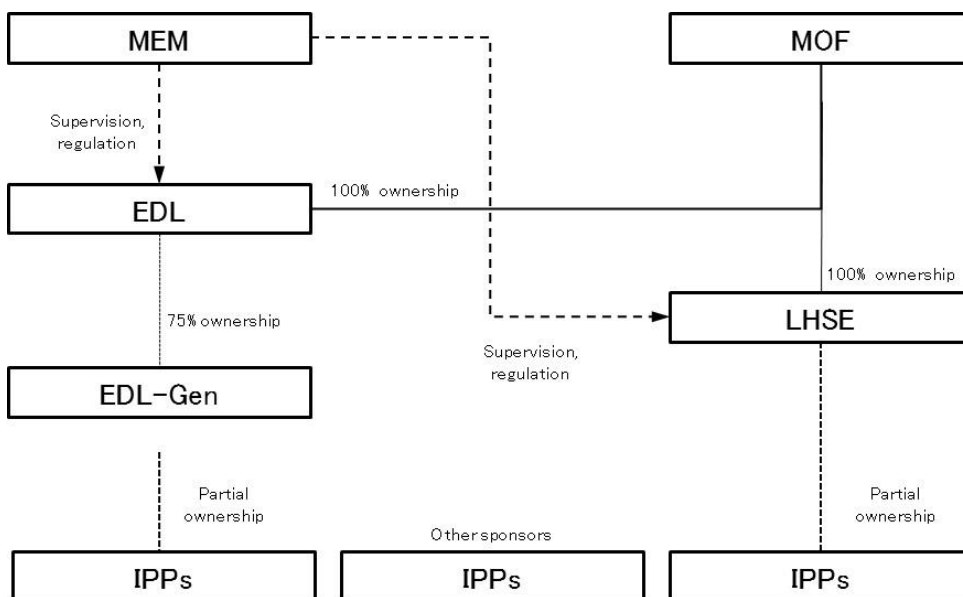 MEM
MOF
Supervision,
regulation
100% ownership
EDL
100% ownership
LHSE
75% ownership
Supervision,
regulation
EDL-Gen
Partial
ownership
Partial
ownership
Other sponsors
IPPs
IPPs
IPPs